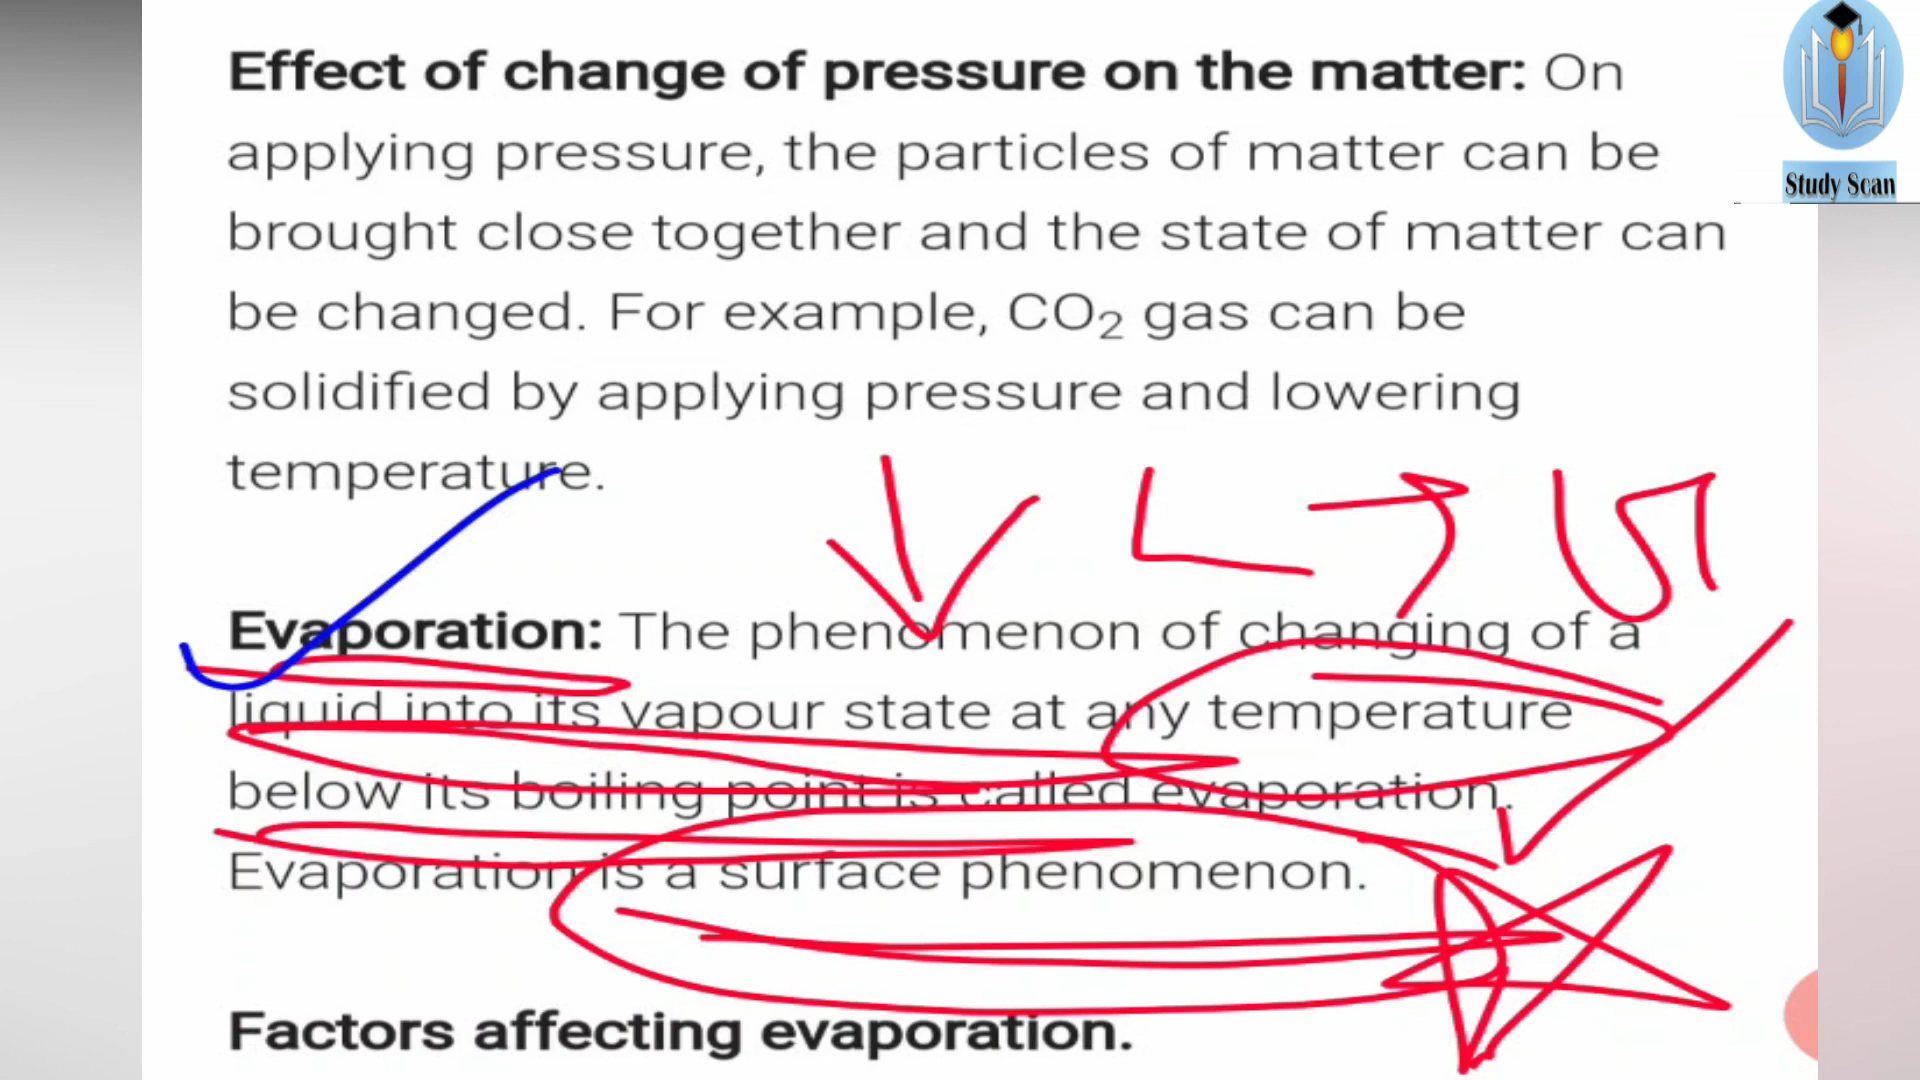 Effect of change of pressure on the matter: On
applying pressure, the particles of matter can be
brought close together and the state of matter can
be changed. For example, CO₂ gas can be
solidified by applying pressure and lowering
temperature.
Evaporation: The phenomenon of changing of a
liquid into its vapour state at any temperature
below its boiling point is called evaporation.
Evaporation is a surface phenomenon.
Factors affecting evaporation.
Study Scan